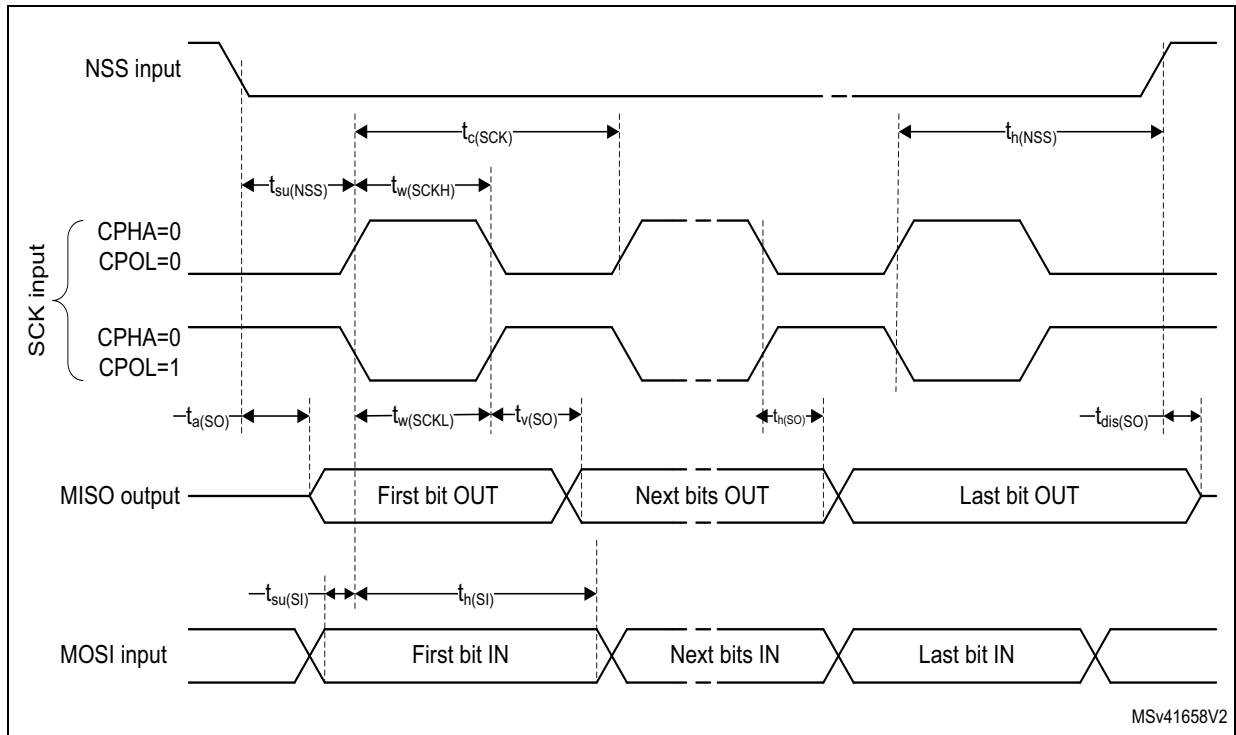 NSS input
tc(SCK)
th(NSS)
tsu(NSS)
tw(SCKH)
CPHA=0
CPOL=0
SCK input
CPHA=0
CPOL=1
ta(SO)
tw(SCKL)
tv(SO)
th(SO)
tdis(SO)
MISO output
First bit OUT
Next bits OUT
Last bit OUT
tsu(SI)
th(SI)
MOSI input
First bit IN
Next bits IN
Last bit IN
MSv41658V2